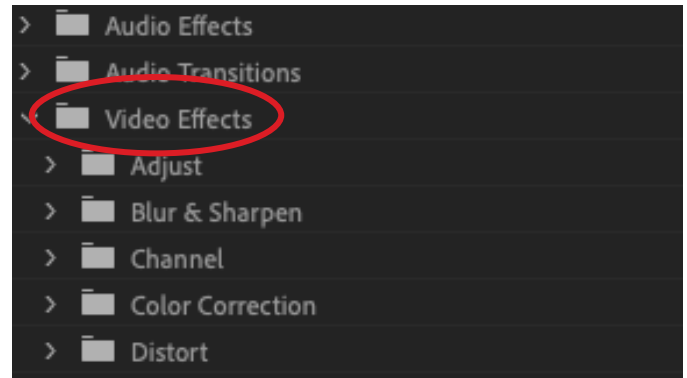 Audio Effects
Audio Transitions
Video Effects
Adjust
Blur & Sharpen
Channel
Color Correction
Distort